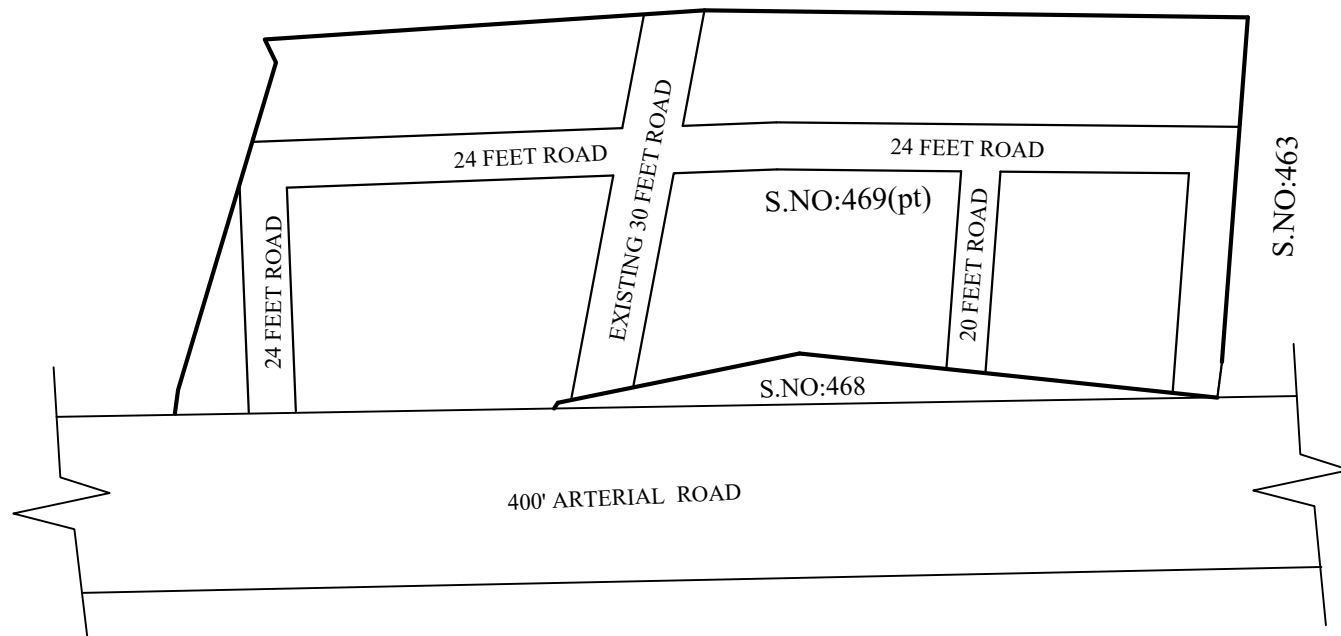 24 FEET ROAD
24 FEET ROAD
EXISTING 30 FEET ROAD
S.NO:469(pt)
S.NO:463
24 FEET ROAD
20 FEET ROAD
S.NO:468
400' ARTERIAL ROAD